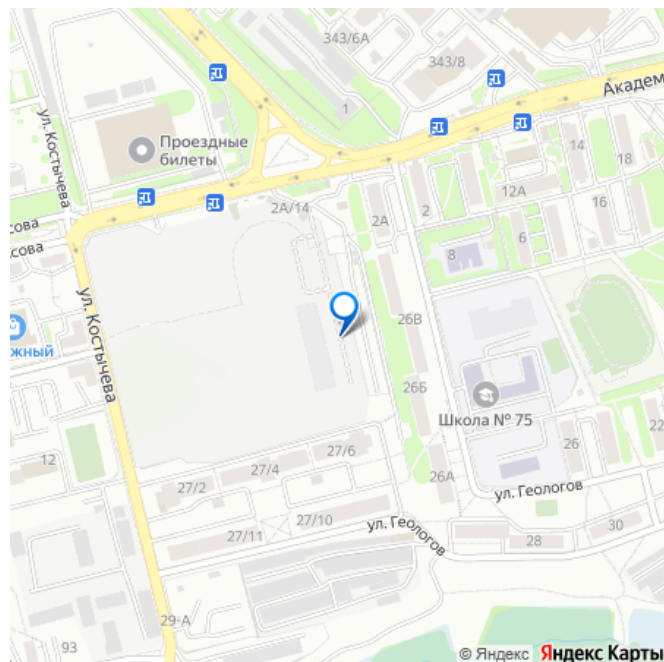 343/6А
343/8
1
Академ
ул. Костычева
Проездные
билеты
14
18
12А
16
2А/14
2А
2
6
8
сова
сова
ул. Костычева
жный
26В
26Б
Школа № 75
12
27/6
27/4
27/2
26А
26
22
ул. Геологов
27/10
27/11
ул. Геологов
28
30
29-А
93
© Яндекс Яндекс Карты